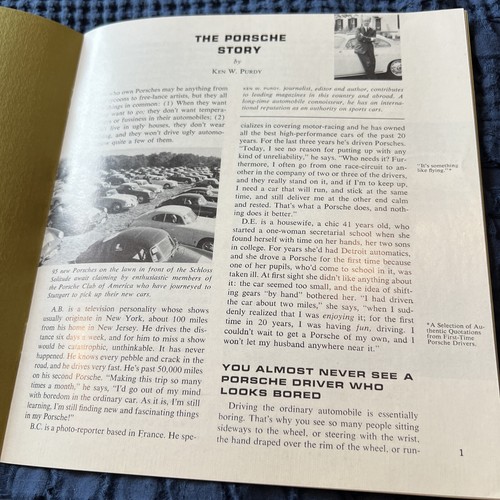 THE PORSCHE
STORY
by
KEN W. PURDY
own Porsches may be anything from
to free-lance artists, but they all
in common: (1) When they want
to go, they don't want tempera-
or fussiness in their automobiles; (2)
live in ugly houses, they don't wear
and they won't drive ugly automo-
quite a few of them.
95 new Porsches on the lawn in front of the Schloss
Solitude await claiming by enthusiastic members of
the Porsche Club of America who have journeyed to
Stuttgart to pick up their new cars.
A.B. is a television personality whose shows
usually originate in New York, about 100 miles
from his home in New Jersey. He drives the dis-
tance six days a week, and for him to miss a show
would be catastrophic, unthinkable. It has never
happened. He knows every pebble and crack in the
road, and he drives very fast. He's past 50,000 miles
on his second Porsche. "Making this trip so many
times a month," he says, "I'd go out of my mind
with boredom in the ordinary car. As it is, I'm still
learning, I'm still finding new and fascinating things
in my Porsche!"
B.C. is a photo-reporter based in France. He spe-
KEN W. PURDY, journalist, editor and author, contributes
to leading magazines in this country and abroad. A
long-time automobile connoisseur, he has an interna-
tional reputation as an authority on sports cars.
cializes in covering motor-racing and he has owned
all the best high-performance cars of the past 20
years. For the last three years he's driven Porsches.
"Today, I see no reason for putting up with any
kind of unreliability," he says. "Who needs it? Fur-
thermore, I often go from one race-circuit to an-
other in the company of two or three of the drivers,
and they really stand on it, and if I'm to keep up,
I need a car that will run, and stick at the same
time, and still deliver me at the other end calm
and rested. That's what a Porsche does, and noth-
ing does it better."
D.E. is a housewife, a chic 41 years old, who
started a one-woman secretarial school when she
found herself with time on her hands, her two sons
in college. For years she'd had Detroit automatics,
and she drove a Porsche for the first time because
one of her pupils, who'd come to school in it, was
taken ill. At first sight she didn't like anything about
it: the car seemed too small, and the idea of shift-
ing gears "by hand" bothered her. "I had driven
the car about two miles," she says, "when I sud-
denly realized that I was enjoying it; for the first
time in 20 years, I was having fun, driving. I
couldn't wait to get a Porsche of my own, and I
won't let my husband anywhere near it."
YOU ALMOST NEVER SEE A
PORSCHE DRIVER WHO
LOOKS BORED
Driving the ordinary automobile is essentially
boring. That's why you see so many people sitting
sideways to the wheel, or steering with the wrist,
the hand draped over the rim of the wheel, or run-
"It's something
like flying."*
*A Selection of Au-
thentic Quotations
from First-Time
Porsche Drivers.
1